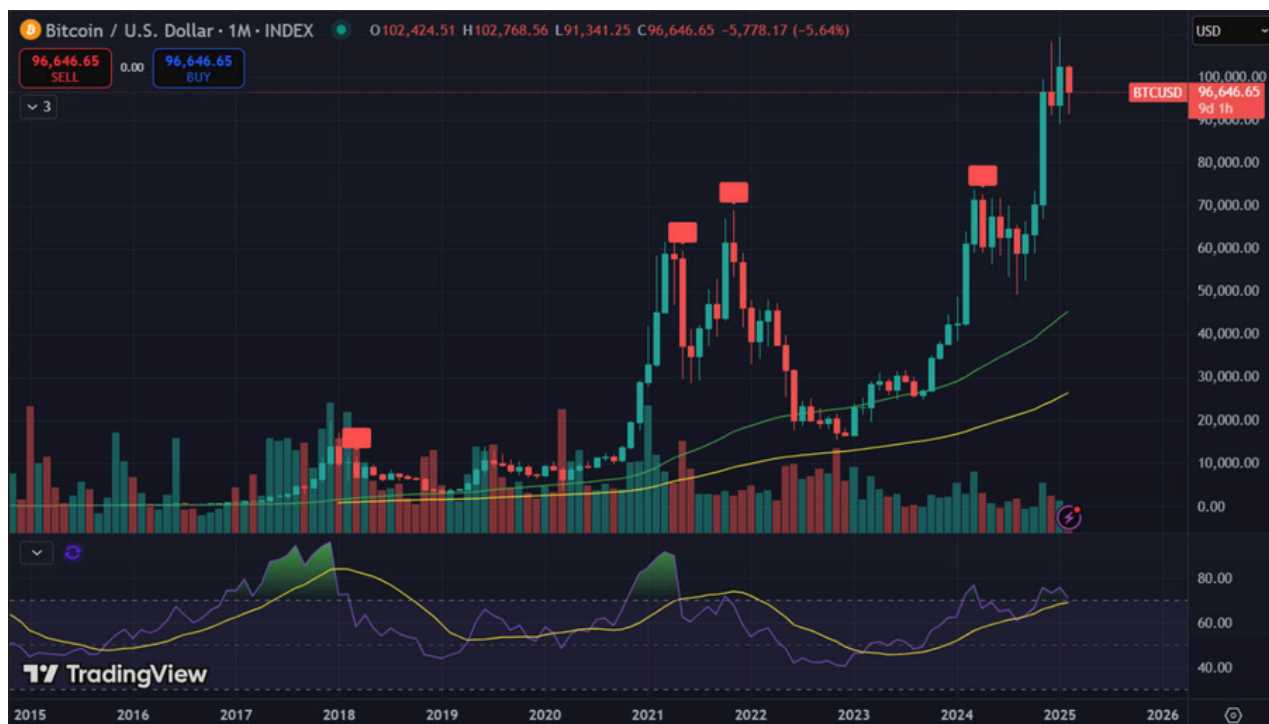 Bitcoin / U.S. Dollar · 1M · INDEX O102,424.51 H102,768.56 L91,341.25 C96,646.65 −5,778.17 (−5.64%)
USD
96,646.65
SELL
0.00
96,646.65
BUY
3
100,000.00
BTCUSD
96,646.65
9d 1h
90,000.00
80,000.00
70,000.00
60,000.00
50,000.00
40,000.00
30,000.00
20,000.00
10,000.00
0.00
80.00
60.00
40.00
TradingView
2015 2016 2017 2018 2019 2020 2021 2022 2023 2024 2025 2026